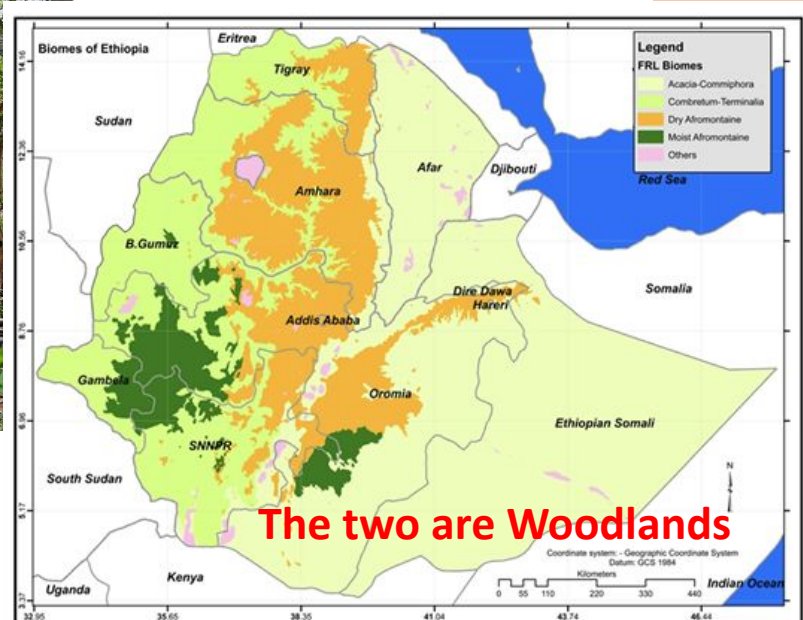 Biomes of Ethiopia
Eritrea
Legend
FRL Biomes
Acacia-Commiphora
Combretum-Terminalia
Dry Afromontaine
Moist Afromontaine
Others
14.16
Tigray
Sudan
12.36
Afar
Djibouti
Red Sea
Amhara
10.56
B.Gumuz
Dire Dawa
Hareri
Somalia
8.76
Addis Ababa
Gambela
Oromia
6.96
Ethiopian Somali
SNNPR
South Sudan
N
5.17
The two are Woodlands
Coordinate system: - Geographic Coordinate System
Datum: GCS 1984
Kilometers
0 55 110 220 330 440
Kenya
Uganda
Indian Ocean
3.37
32.95 35.65 38.35 41.04 43.74 46.44